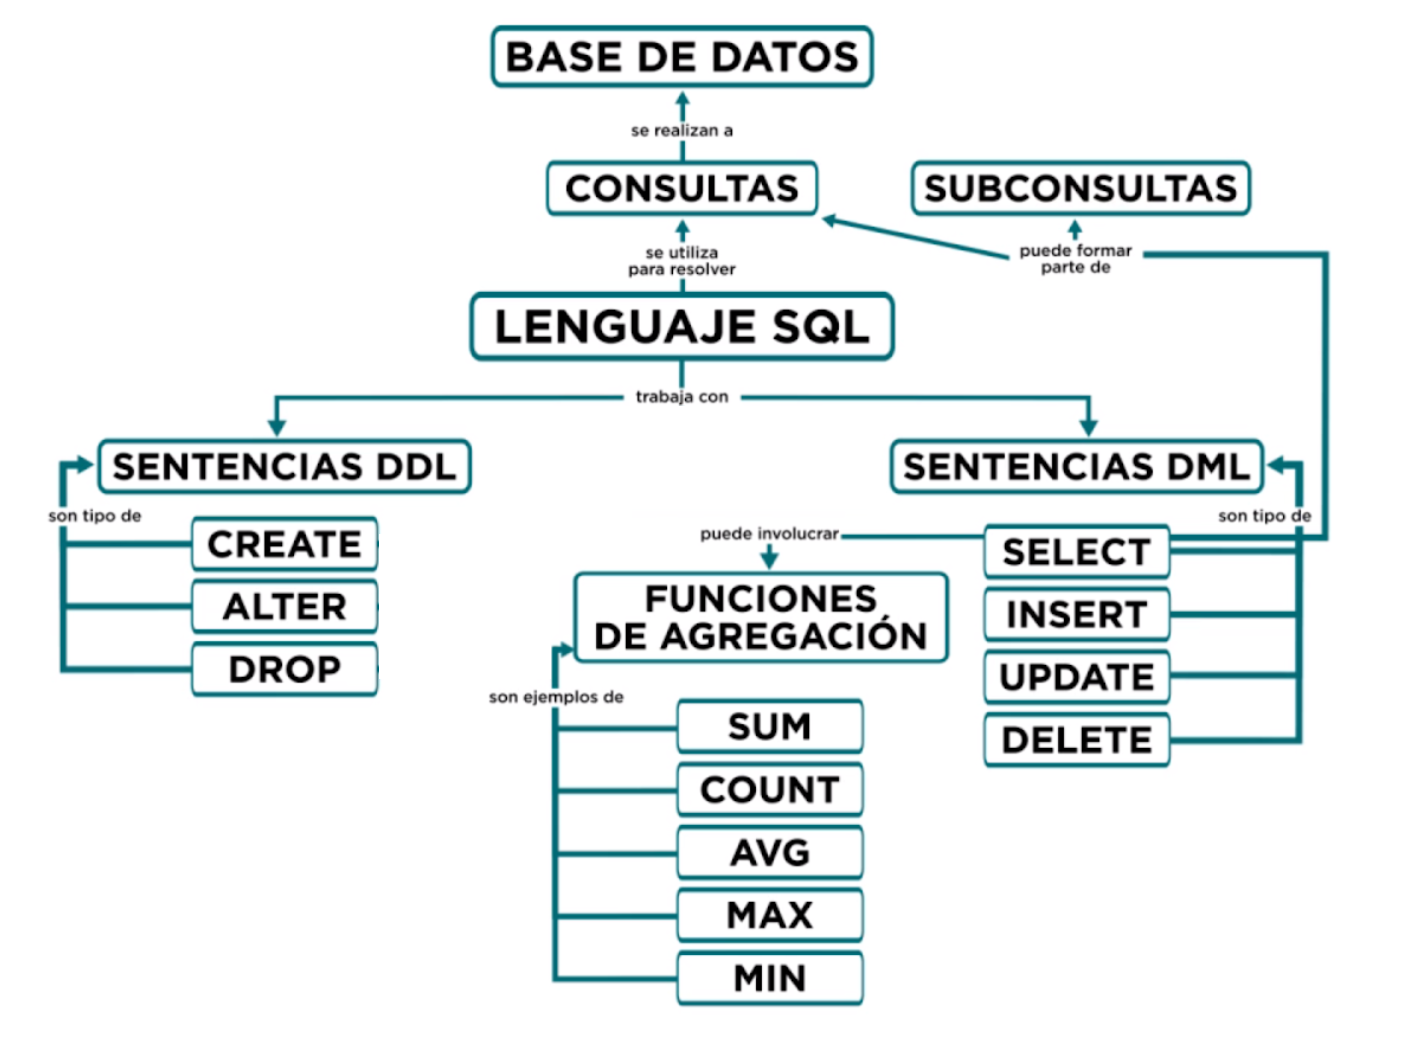 BASE DE DATOS
se realizan a
CONSULTAS
SUBCONSULTAS
se utiliza
para resolver
puede formar
parte de
LENGUAJE SQL
trabaja con
SENTENCIAS DDL
SENTENCIAS DML
son tipo de
CREATE
ALTER
DROP
puede involucrar
FUNCIONES
DE AGREGACIÓN
son ejemplos de
SUM
COUNT
AVG
MAX
MIN
son tipo de
SELECT
INSERT
UPDATE
DELETE